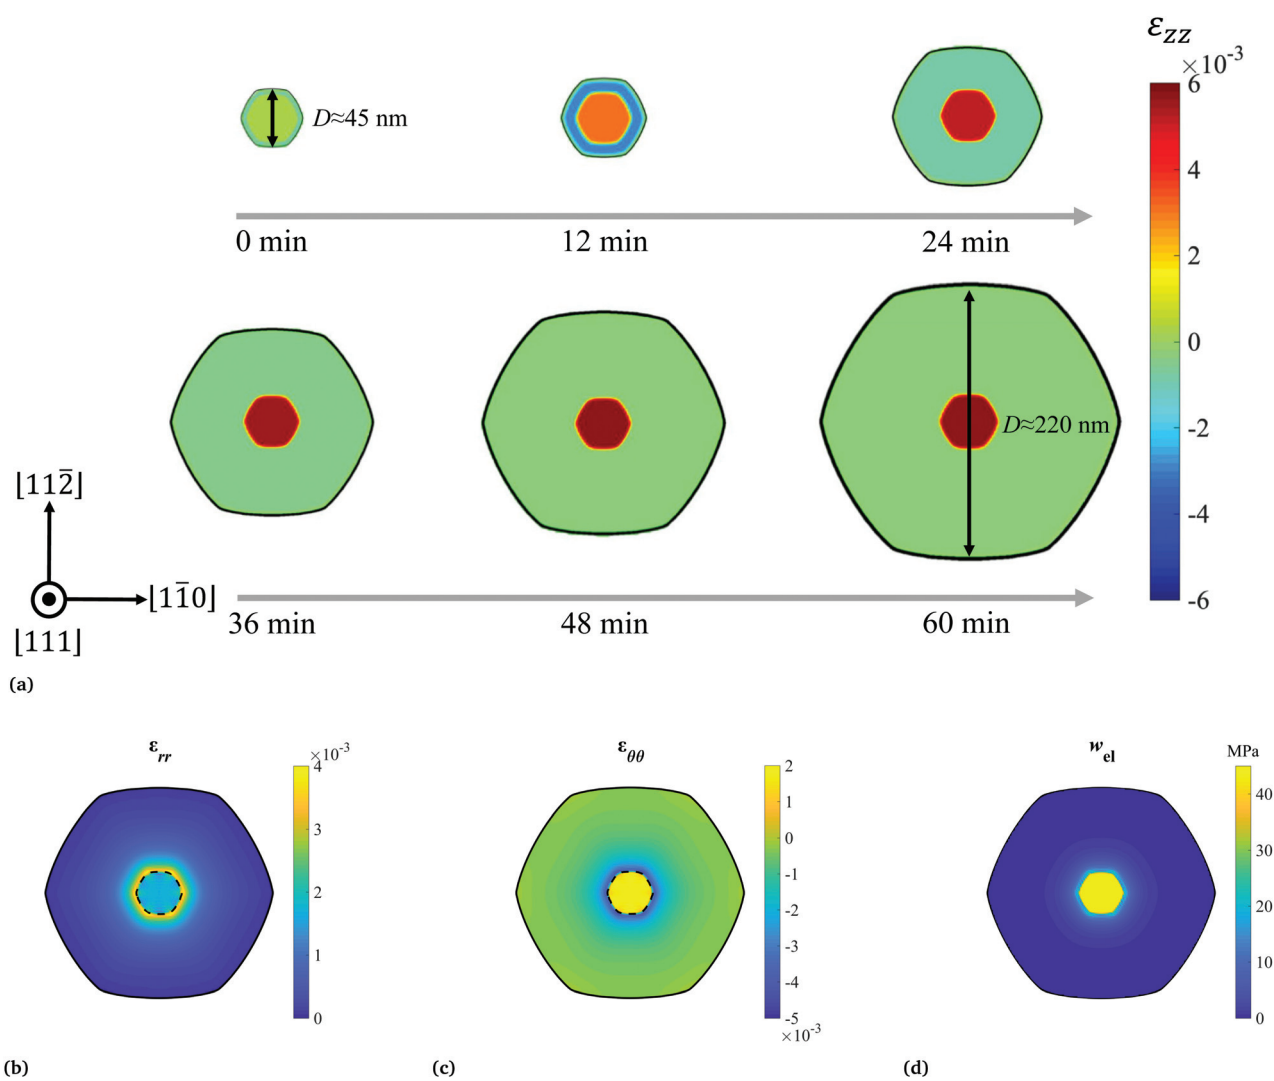 ε_zz
×10⁻³
6
4
2
0
-2
-4
-6
D≈45 nm
0 min
12 min
24 min
D≈220 nm
36 min
48 min
60 min
⌊112̅⌋
⌊11̅0⌋
⌊111⌋
(a)
ε_rr
×10⁻³
4
3
2
1
0
(b)
ε_θθ
2
1
0
-1
-2
-3
-4
-5
×10⁻³
(c)
w_el
MPa
40
30
20
10
0
(d)